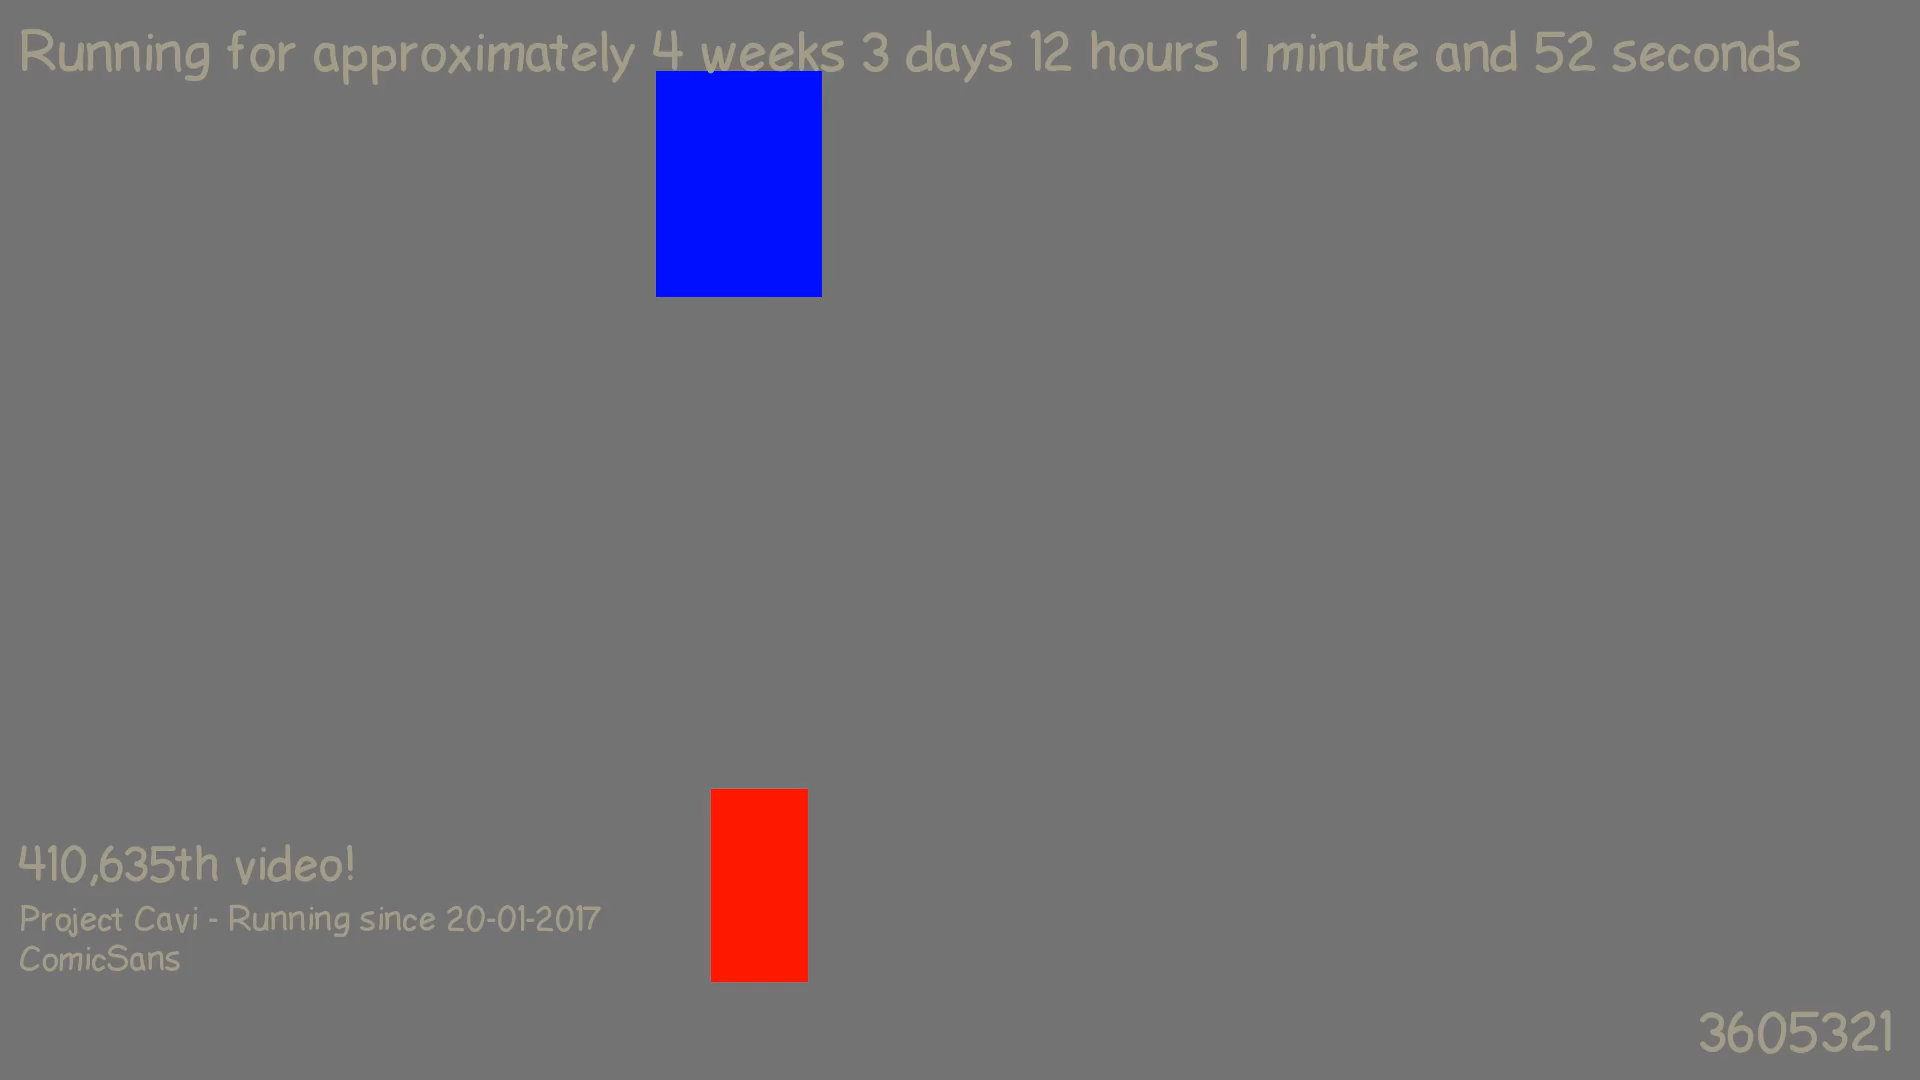 Running for approximately 4 weeks 3 days 12 hours 1 minute and 52 seconds
410,635th video!
Project Cavi - Running since 20-01-2017
ComicSans
3605321